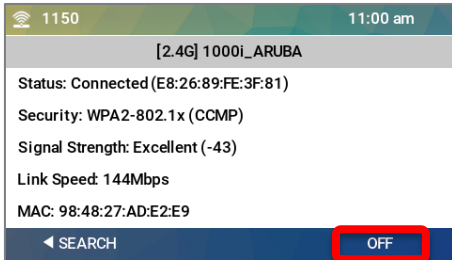 1150 11:00 am
[2.4G] 1000i_ARUBA
Status: Connected (E8:26:89:FE:3F:81)
Security: WPA2-802.1x (CCMP)
Signal Strength: Excellent (-43)
Link Speed: 144Mbps
MAC: 98:48:27:AD:E2:E9
SEARCH OFF